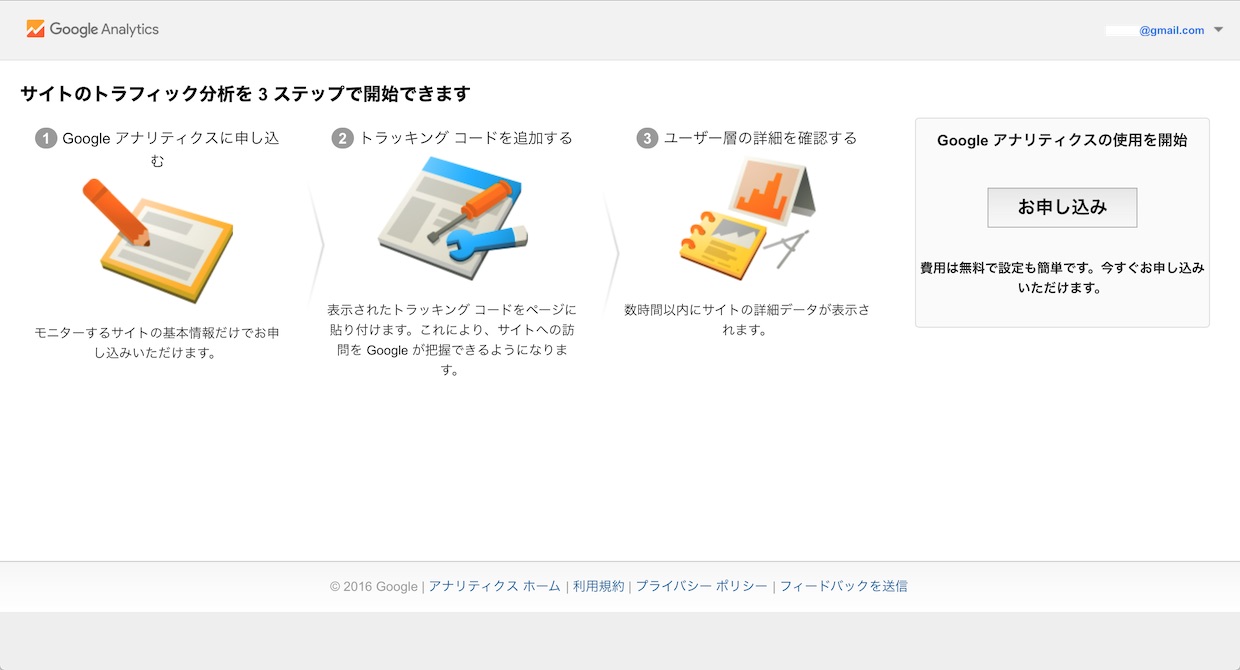 Google Analytics
@gmail.com
サイトのトラフィック分析を 3 ステップで開始できます
1 Google アナリティクスに申し込
む
モニターするサイトの基本情報だけでお申
し込みいただけます。
2 トラッキング コードを追加する
表示されたトラッキング コードをページに
貼り付けます。これにより、サイトへの訪
問を Google が把握できるようになりま
す。
3 ユーザー層の詳細を確認する
数時間以内にサイトの詳細データが表示さ
れます。
Google アナリティクスの使用を開始
お申し込み
費用は無料で設定も簡単です。今すぐお申し込み
いただけます。
© 2016 Google | アナリティクス ホーム | 利用規約 | プライバシー ポリシー | フィードバックを送信